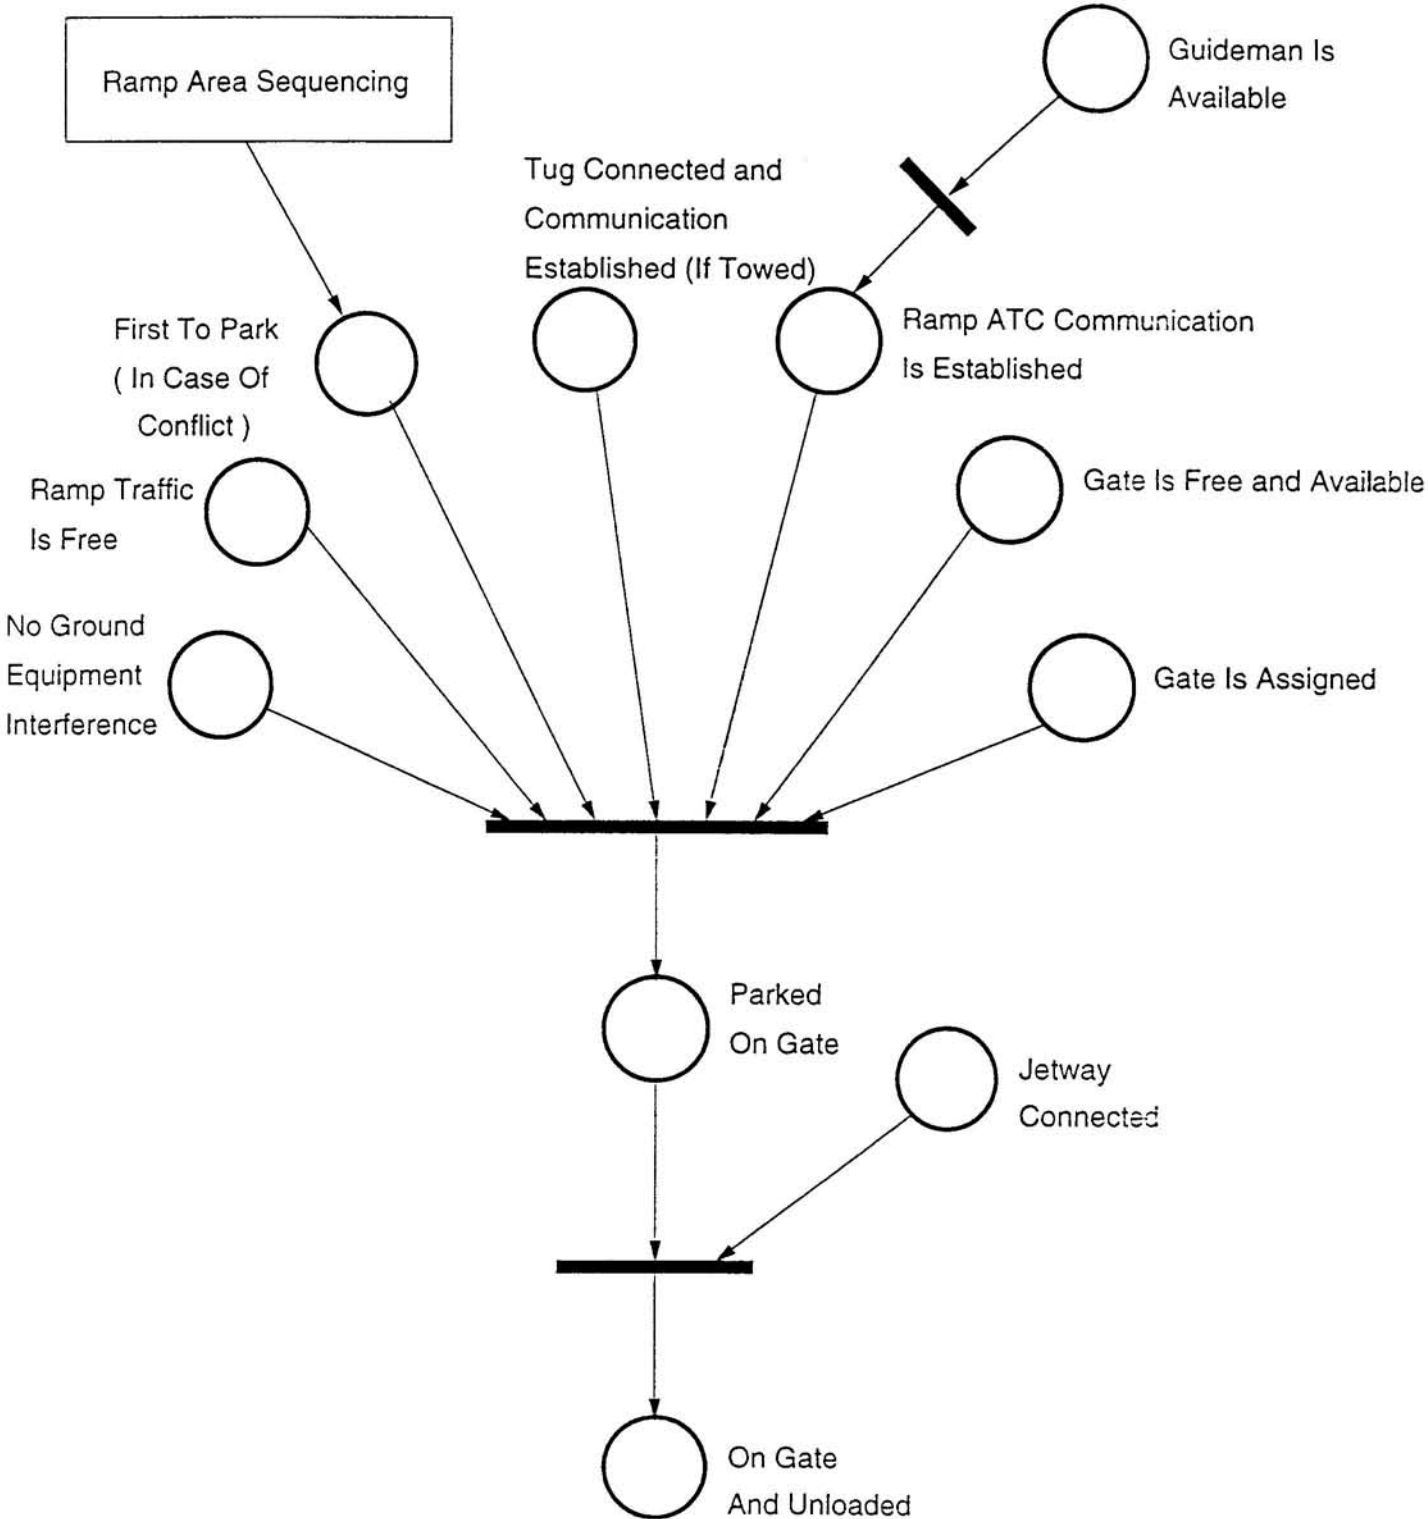 Ramp Area Sequencing
Guideman Is
Available
Tug Connected and
Communication
Established (If Towed)
First To Park
( In Case Of
Conflict )
Ramp ATC Communication
Is Established
Ramp Traffic
Is Free
Gate Is Free and Available
No Ground
Equipment
Interference
Gate Is Assigned
Parked
On Gate
Jetway
Connected
On Gate
And Unloaded